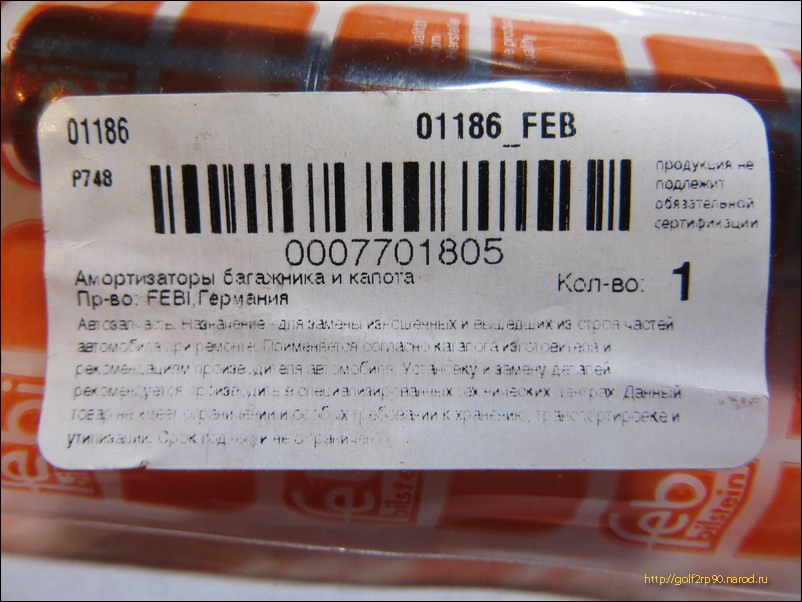 01186
01186_FEB
P748
продукция не
подлежит
обязательной
сертификации
0007701805
Амортизаторы багажника и капота
Кол-во: 1
Пр-во: FEBI,Германия
Автозапчасть. Назначение - для замены изношенных и вышедших из строя частей
автомобиля при ремонте. Применяется согласно каталога изготовителя и
рекомендациям производителя автомобиля. Установку и замену деталей
рекомендуется производить в специализированных технических центрах. Данный
товар не имеет ограничений и особых требований к хранению, транспортировке и
утилизации. Срок годности не ограничен
febi
bilstein
febi
bilstein
http://golf2rp90.narod.ru